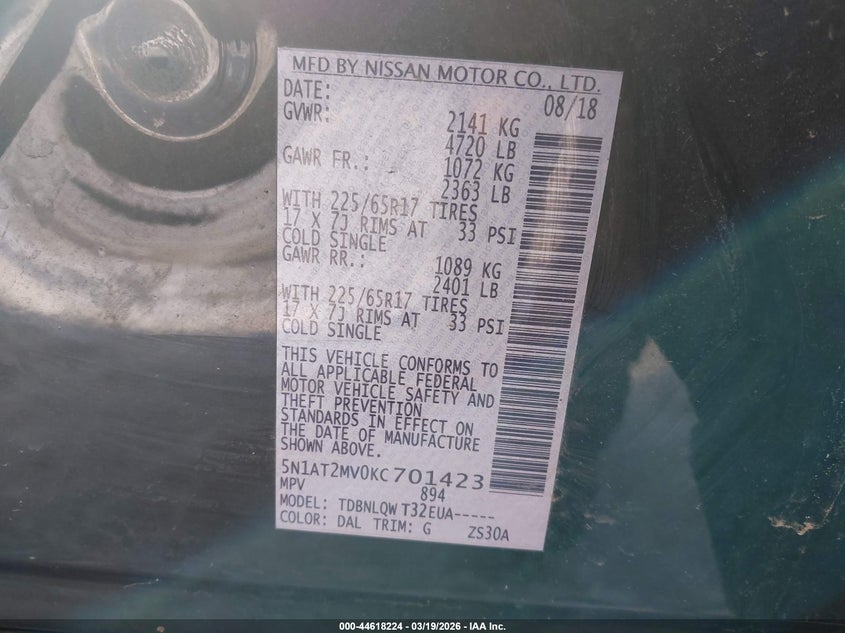 MFD BY NISSAN MOTOR CO., LTD.
DATE: 08/18
GVWR: 2141 KG
4720 LB
GAWR FR.: 1072 KG
2363 LB
WITH 225/65R17 TIRES
17 X 7J RIMS AT 33 PSI
COLD SINGLE
GAWR RR.: 1089 KG
2401 LB
WITH 225/65R17 TIRES
17 X 7J RIMS AT 33 PSI
COLD SINGLE
THIS VEHICLE CONFORMS TO
ALL APPLICABLE FEDERAL
MOTOR VEHICLE SAFETY AND
THEFT PREVENTION
STANDARDS IN EFFECT ON
THE DATE OF MANUFACTURE
SHOWN ABOVE.
5N1AT2MV0KC701423
MPV 894
MODEL: TDBNLQW T32EUA-----
COLOR: DAL TRIM: G ZS30A
000-44618224 - 03/19/2026 - IAA Inc.